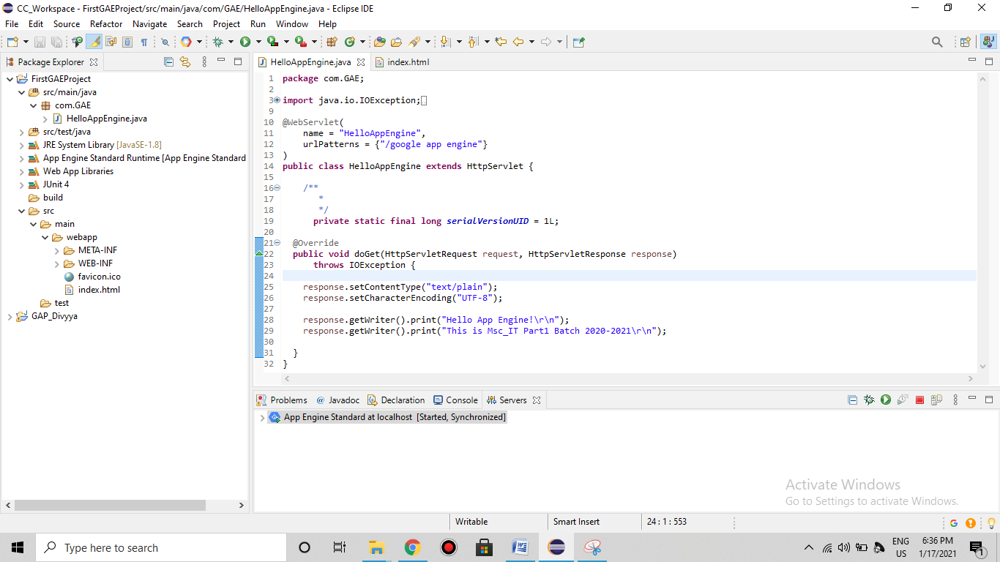 CC_Workspace - FirstGAEProject/src/main/java/com/GAE/HelloAppEngine.java - Eclipse IDE
File Edit Source Refactor Navigate Search Project Run Window Help
Package Explorer
FirstGAEProject
src/main/java
com.GAE
HelloAppEngine.java
src/test/java
JRE System Library [JavaSE-1.8]
App Engine Standard Runtime [App Engine Standard
Web App Libraries
JUnit 4
build
src
main
webapp
META-INF
WEB-INF
favicon.ico
index.html
test
GAP_Divyya
HelloAppEngine.java index.html
1 package com.GAE;
2
3 import java.io.IOException;
9
10 @WebServlet(
11 name = "HelloAppEngine",
12 urlPatterns = {"/google app engine"}
13 )
14 public class HelloAppEngine extends HttpServlet {
15
16 /**
17 *
18 */
19 private static final long serialVersionUID = 1L;
20
21 @Override
22 public void doGet(HttpServletRequest request, HttpServletResponse response)
23 throws IOException {
24
25 response.setContentType("text/plain");
26 response.setCharacterEncoding("UTF-8");
27
28 response.getWriter().print("Hello App Engine!\r\n");
29 response.getWriter().print("This is Msc_IT Part1 Batch 2020-2021\r\n");
30
31 }
32 }
Problems @ Javadoc Declaration Console Servers
App Engine Standard at localhost [Started, Synchronized]
Activate Windows
Go to Settings to activate Windows.
Writable Smart Insert 24 : 1 : 553
Type here to search
ENG
US
6:36 PM
1/17/2021
1